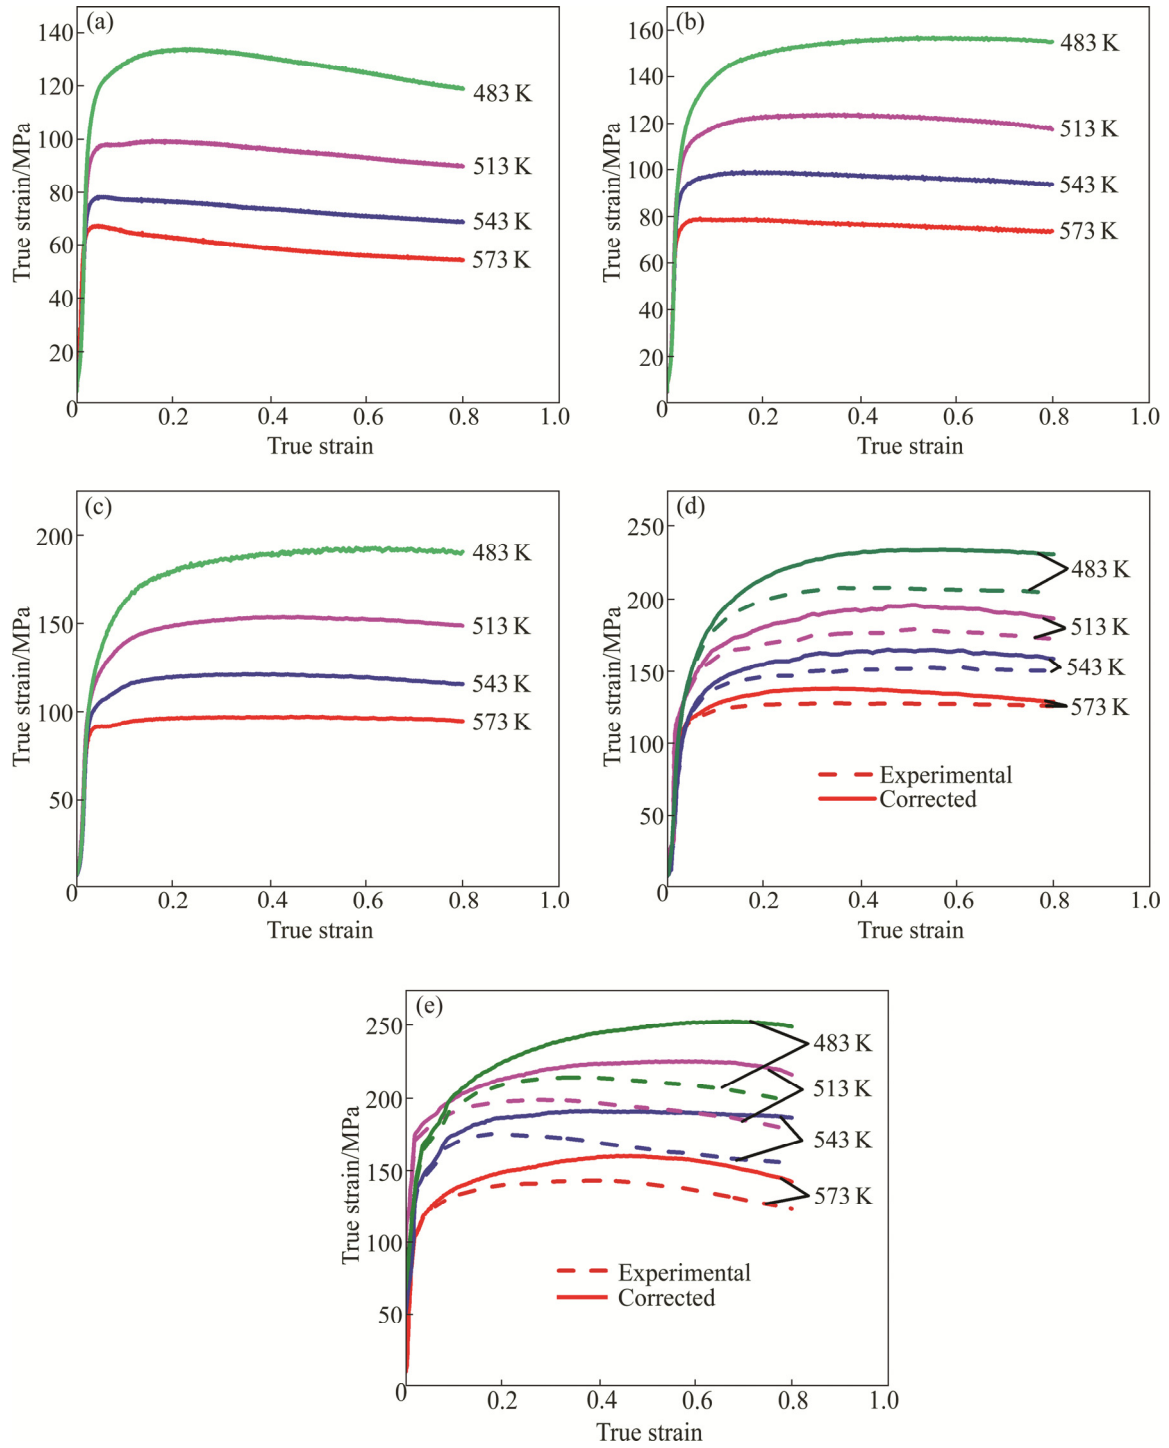 (a)
140
120
100
80
60
40
20
0
0.2
0.4
0.6
0.8
1.0
True strain/MPa
True strain
483 K
513 K
543 K
573 K
(b)
160
140
120
100
80
60
40
20
0
0.2
0.4
0.6
0.8
1.0
True strain/MPa
True strain
483 K
513 K
543 K
573 K
(c)
200
150
100
50
0
0.2
0.4
0.6
0.8
1.0
True strain/MPa
True strain
483 K
513 K
543 K
573 K
(d)
250
200
150
100
50
0
0.2
0.4
0.6
0.8
1.0
True strain/MPa
True strain
483 K
513 K
543 K
573 K
Experimental
Corrected
(e)
250
200
150
100
50
0
0.2
0.4
0.6
0.8
1.0
True strain/MPa
True strain
483 K
513 K
543 K
573 K
Experimental
Corrected